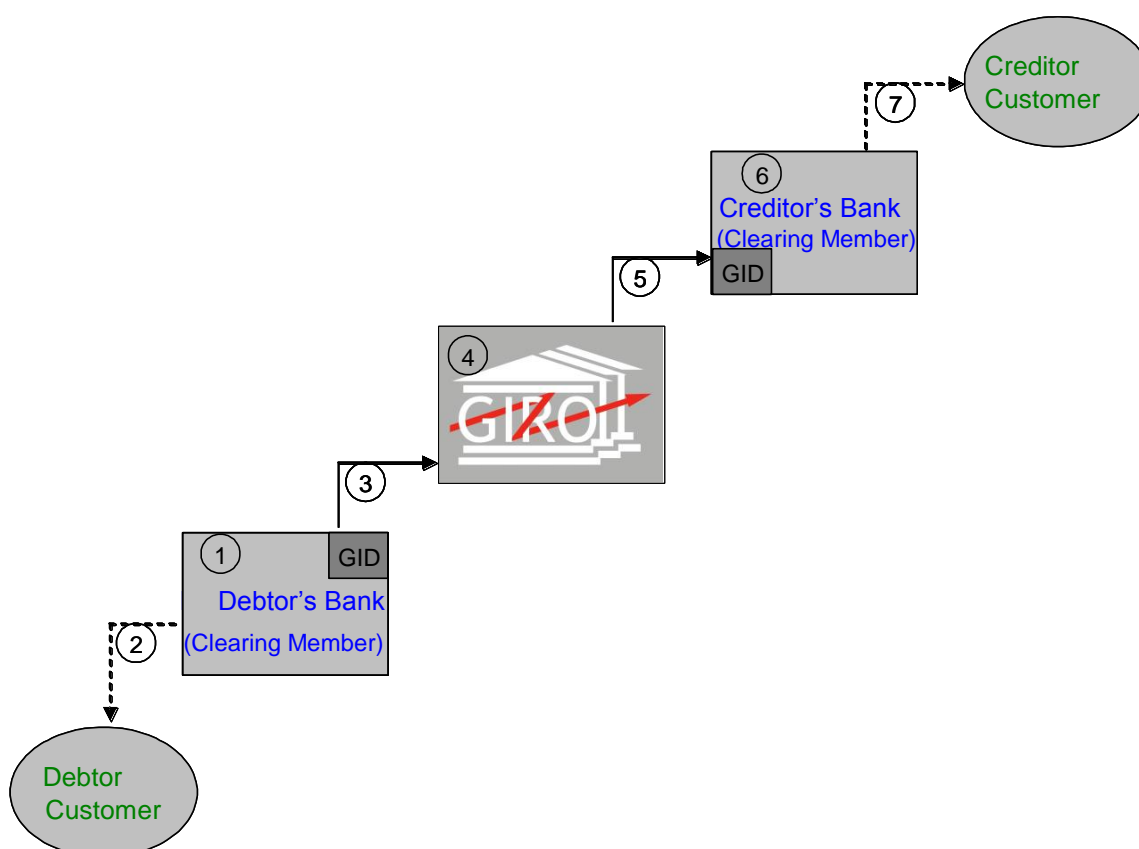 Creditor
Customer
7
6
Creditor's Bank
(Clearing Member)
GID
5
4
GIRO
3
1
GID
Debtor's Bank
(Clearing Member)
2
Debtor
Customer